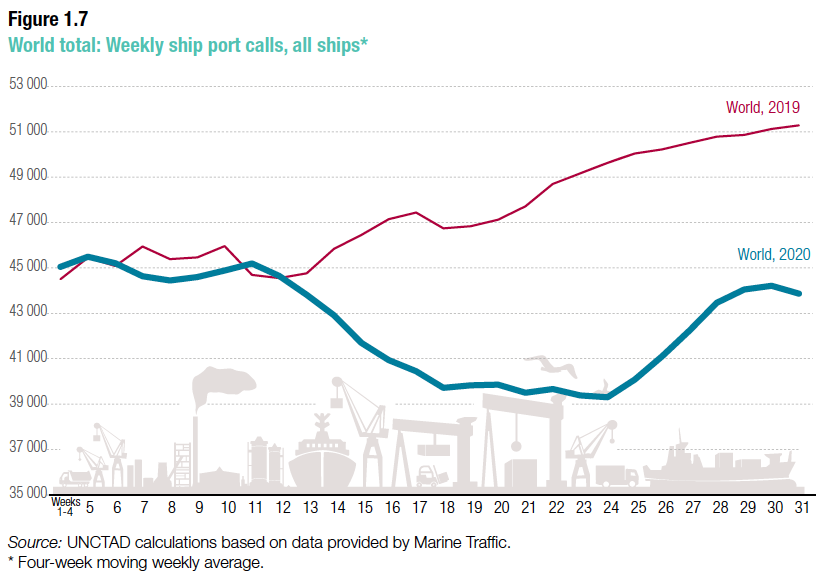 Figure 1.7
World total: Weekly ship port calls, all ships*
53 000
World, 2019
51 000
49 000
47 000
World, 2020
45 000
43 000
41 000
39 000
37 000
35 000
Weeks 1-4 5 6 7 8 9 10 11 12 13 14 15 16 17 18 19 20 21 22 23 24 25 26 27 28 29 30 31
Source: UNCTAD calculations based on data provided by Marine Traffic.
* Four-week moving weekly average.